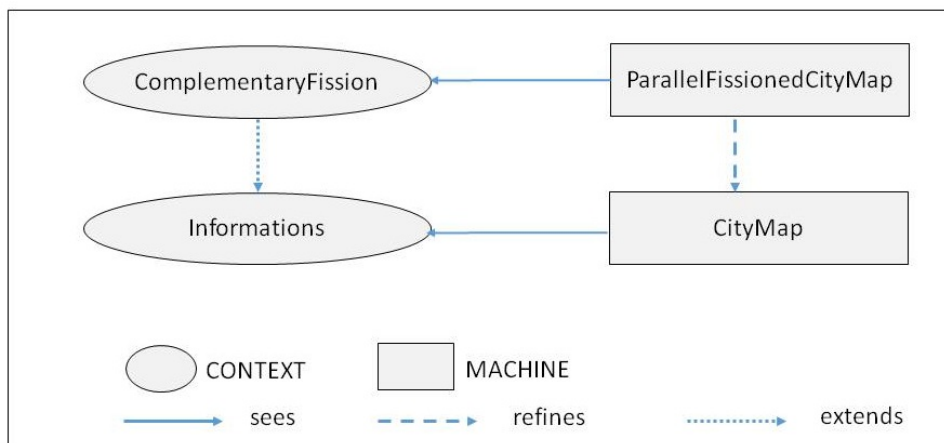 ComplementaryFission
ParallelFissionedCityMap
Informations
CityMap
CONTEXT
MACHINE
sees
refines
extends